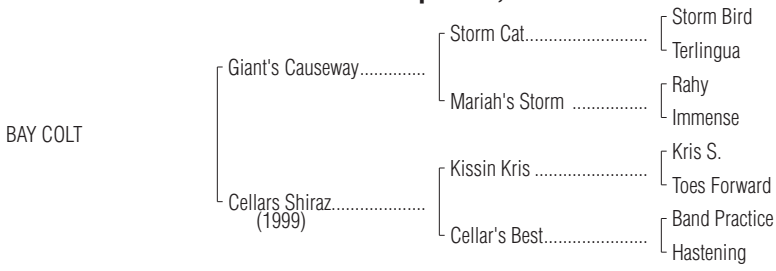 Storm Bird
Storm Cat..............................
Terlingua
Giant's Causeway..............
Rahy
Mariah's Storm ..................
Immense
BAY COLT
Kris S.
Kissin Kris ...........................
Toes Forward
Cellars Shiraz....................
(1999)
Band Practice
Cellar's Best.........................
Hastening